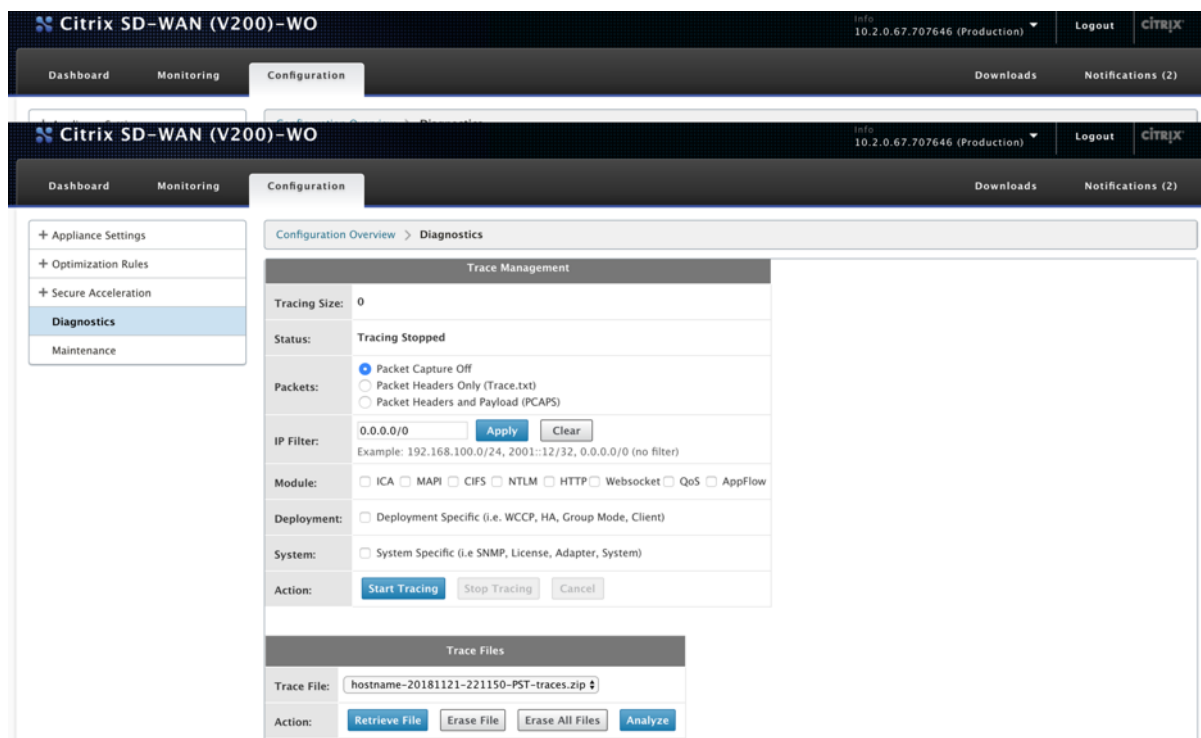 Citrix SD-WAN (V200)-WO
Info
10.2.0.67.707646 (Production)
Logout
CİTRIX
Dashboard Monitoring Configuration Downloads Notifications (2)
Citrix SD-WAN (V200)-WO
Info
10.2.0.67.707646 (Production)
Logout
CİTRIX
Dashboard Monitoring Configuration Downloads Notifications (2)
+ Appliance Settings
+ Optimization Rules
+ Secure Acceleration
Diagnostics
Maintenance
Configuration Overview > Diagnostics
Trace Management
Tracing Size: 0
Status: Tracing Stopped
Packets:
Packet Capture Off
Packet Headers Only (Trace.txt)
Packet Headers and Payload (PCAPS)
IP Filter: 0.0.0.0/0 Apply Clear
Example: 192.168.100.0/24, 2001::12/32, 0.0.0.0/0 (no filter)
Module: ICA MAPI CIFS NTLM HTTP Websocket QoS AppFlow
Deployment: Deployment Specific (i.e. WCCP, HA, Group Mode, Client)
System: System Specific (i.e SNMP, License, Adapter, System)
Action: Start Tracing Stop Tracing Cancel
Trace Files
Trace File: hostname-20181121-221150-PST-traces.zip
Action: Retrieve File Erase File Erase All Files Analyze